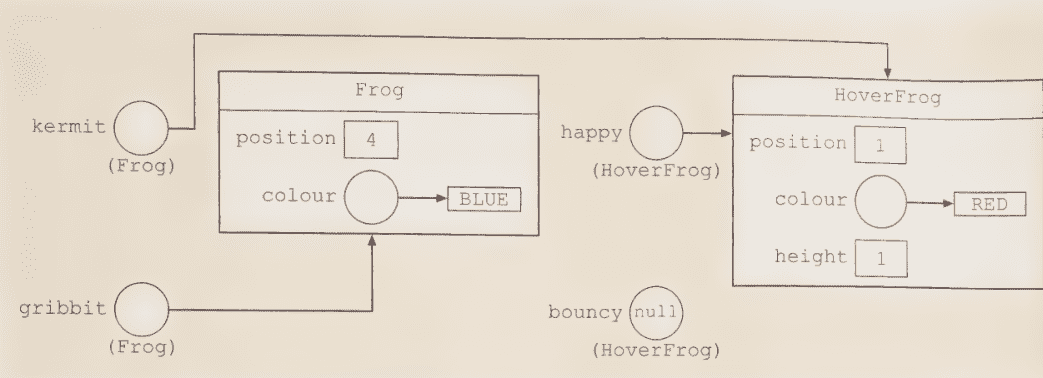 kermit
(Frog)
Frog
position 4
colour BLUE
gribbit
(Frog)
happy
(HoverFrog)
HoverFrog
position 1
colour RED
height 1
bouncy null
(HoverFrog)